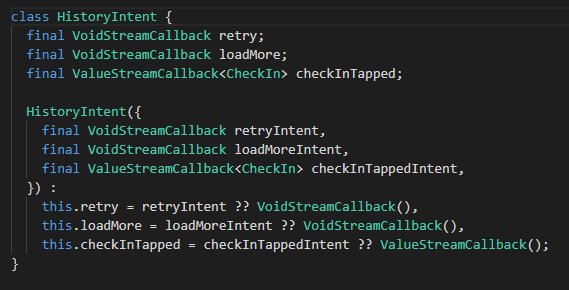 class HistoryIntent {
  final VoidStreamCallback retry;
  final VoidStreamCallback loadMore;
  final ValueStreamCallback<CheckIn> checkInTapped;

  HistoryIntent({
    final VoidStreamCallback retryIntent,
    final VoidStreamCallback loadMoreIntent,
    final ValueStreamCallback<CheckIn> checkInTappedIntent,
  }) :
    this.retry = retryIntent ?? VoidStreamCallback(),
    this.loadMore = loadMoreIntent ?? VoidStreamCallback(),
    this.checkInTapped = checkInTappedIntent ?? ValueStreamCallback();
}